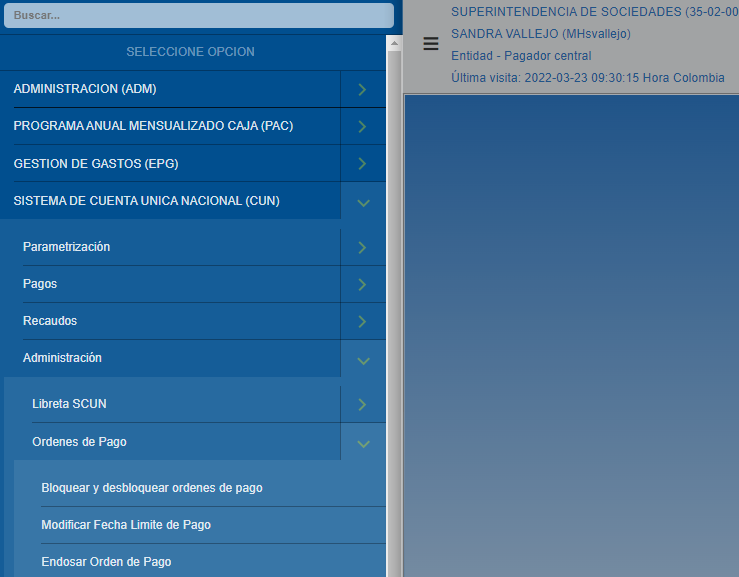 Buscar...
SELECCIONE OPCION
ADMINISTRACION (ADM)
PROGRAMA ANUAL MENSUALIZADO CAJA (PAC)
GESTION DE GASTOS (EPG)
SISTEMA DE CUENTA UNICA NACIONAL (CUN)
Parametrización
Pagos
Recaudos
Administración
Libreta SCUN
Ordenes de Pago
Bloquear y desbloquear ordenes de pago
Modificar Fecha Limite de Pago
Endosar Orden de Pago
SUPERINTENDENCIA DE SOCIEDADES (35-02-00
SANDRA VALLEJO (MHsvallejo)
Entidad - Pagador central
Última visita: 2022-03-23 09:30:15 Hora Colombia